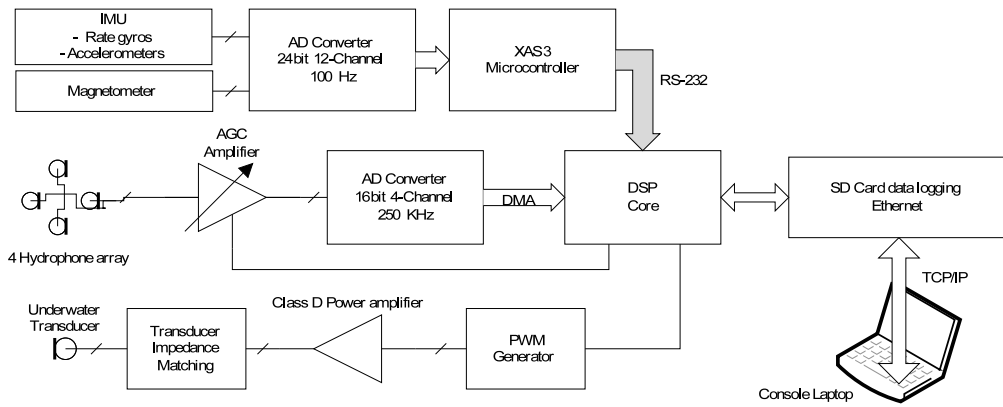 IMU
- Rate gyros
-Accelerometers
Magnetometer
AD Converter
24bit 12-Channel
100 Hz
XAS3
Microcontroller
RS-232
AGC
Amplifier
4 Hydrophone array
AD Converter
16bit 4-Channel
250 KHz
DMA
DSP
Core
SD Card data logging
Ethernet
TCP/IP
Console Laptop
Underwater
Transducer
Transducer
Impedance
Matching
Class D Power amplifier
PWM
Generator